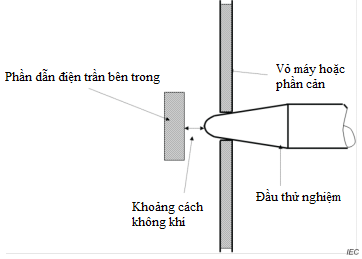 Phần dẫn điện trần bên trong
Vỏ máy hoặc
phần cản
Khoảng cách
không khí
Đầu thử nghiệm
IEC